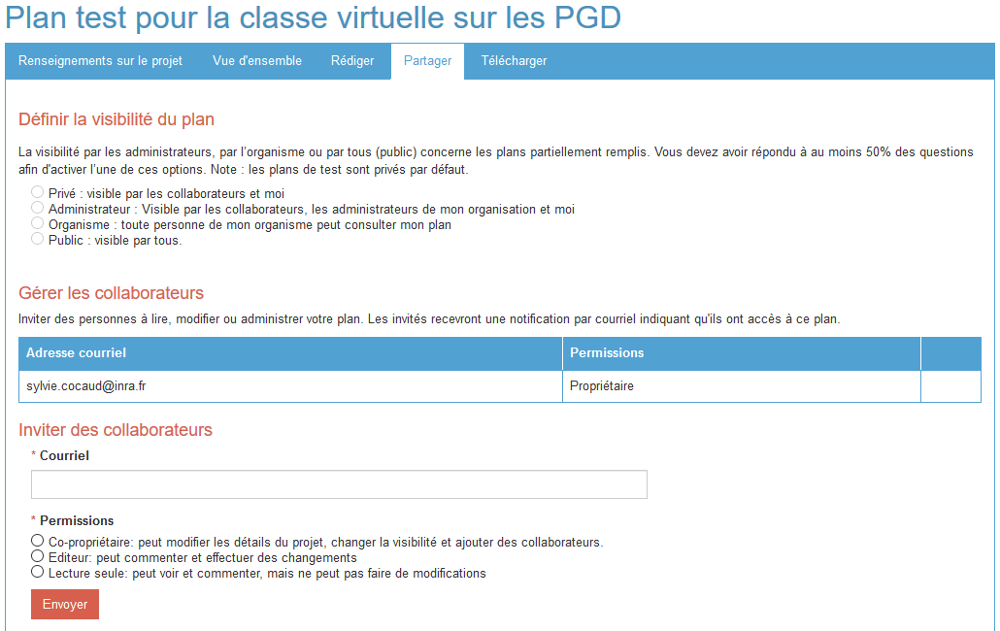 Plan test pour la classe virtuelle sur les PGD
Renseignements sur le projet Vue d'ensemble Rédiger Partager Télécharger
Définir la visibilité du plan
La visibilité par les administrateurs, par l'organisme ou par tous (public) concerne les plans partiellement remplis. Vous devez avoir répondu à au moins 50% des questions
afin d'activer l'une de ces options. Note : les plans de test sont privés par défaut.
Privé : visible par les collaborateurs et moi
Administrateur : Visible par les collaborateurs, les administrateurs de mon organisation et moi
Organisme : toute personne de mon organisme peut consulter mon plan
Public : visible par tous.
Gérer les collaborateurs
Inviter des personnes à lire, modifier ou administrer votre plan. Les invités recevront une notification par courriel indiquant qu'ils ont accès à ce plan.
Adresse courriel Permissions
sylvie.cocaud@inra.fr Propriétaire
Inviter des collaborateurs
* Courriel
* Permissions
Co-propriétaire: peut modifier les détails du projet, changer la visibilité et ajouter des collaborateurs.
Editeur: peut commenter et effectuer des changements
Lecture seule: peut voir et commenter, mais ne peut pas faire de modifications
Envoyer